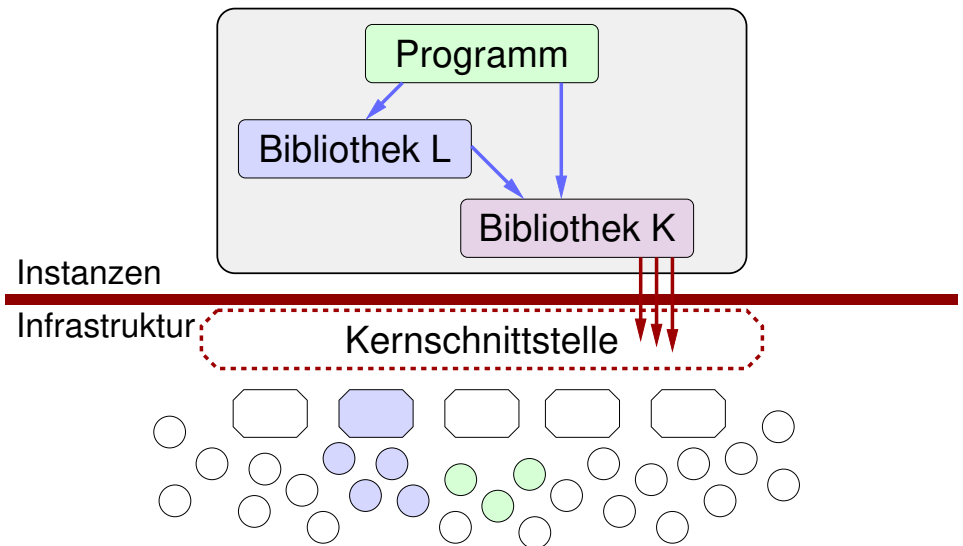 Programm
Bibliothek L
Bibliothek K
Instanzen
Infrastruktur
Kernschnittstelle